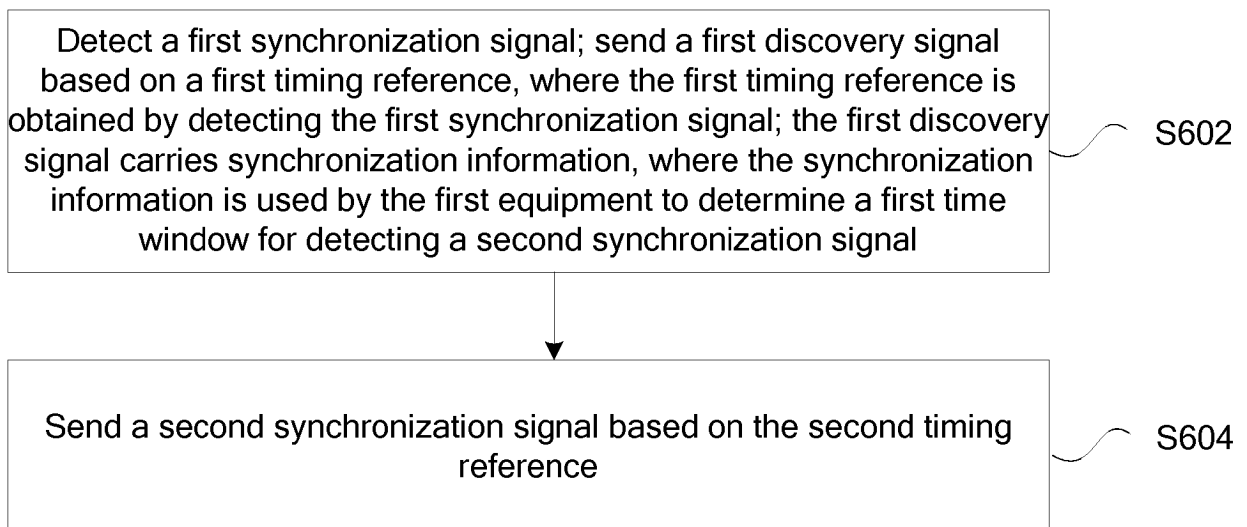 Detect a first synchronization signal; send a first discovery signal
based on a first timing reference, where the first timing reference is
obtained by detecting the first synchronization signal; the first discovery
signal carries synchronization information, where the synchronization
information is used by the first equipment to determine a first time
window for detecting a second synchronization signal
S602
Send a second synchronization signal based on the second timing
reference
S604